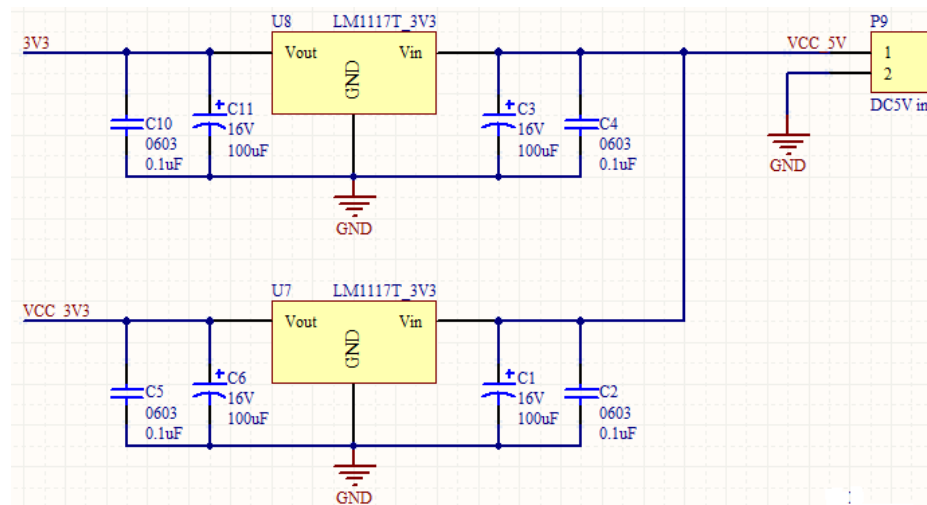 U8 LM1117T_3V3 P9
3V3 Vout Vin VCC_5V 1
GND 2
C10 C11 C3 C4 DC5V in
0603 16V 16V 0603
0.1uF 100uF 100uF 0.1uF
GND
GND
U7 LM1117T_3V3
VCC_3V3 Vout Vin
GND
C5 C6 C1 C2
0603 16V 16V 0603
0.1uF 100uF 100uF 0.1uF
GND